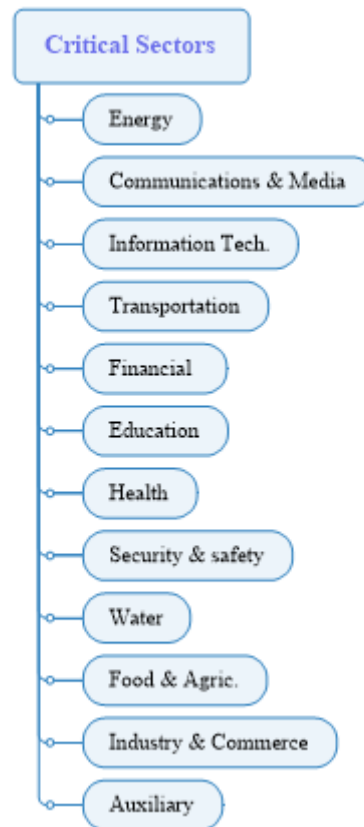 Critical Sectors
Energy
Communications & Media
Information Tech.
Transportation
Financial
Education
Health
Security & safety
Water
Food & Agric.
Industry & Commerce
Auxiliary